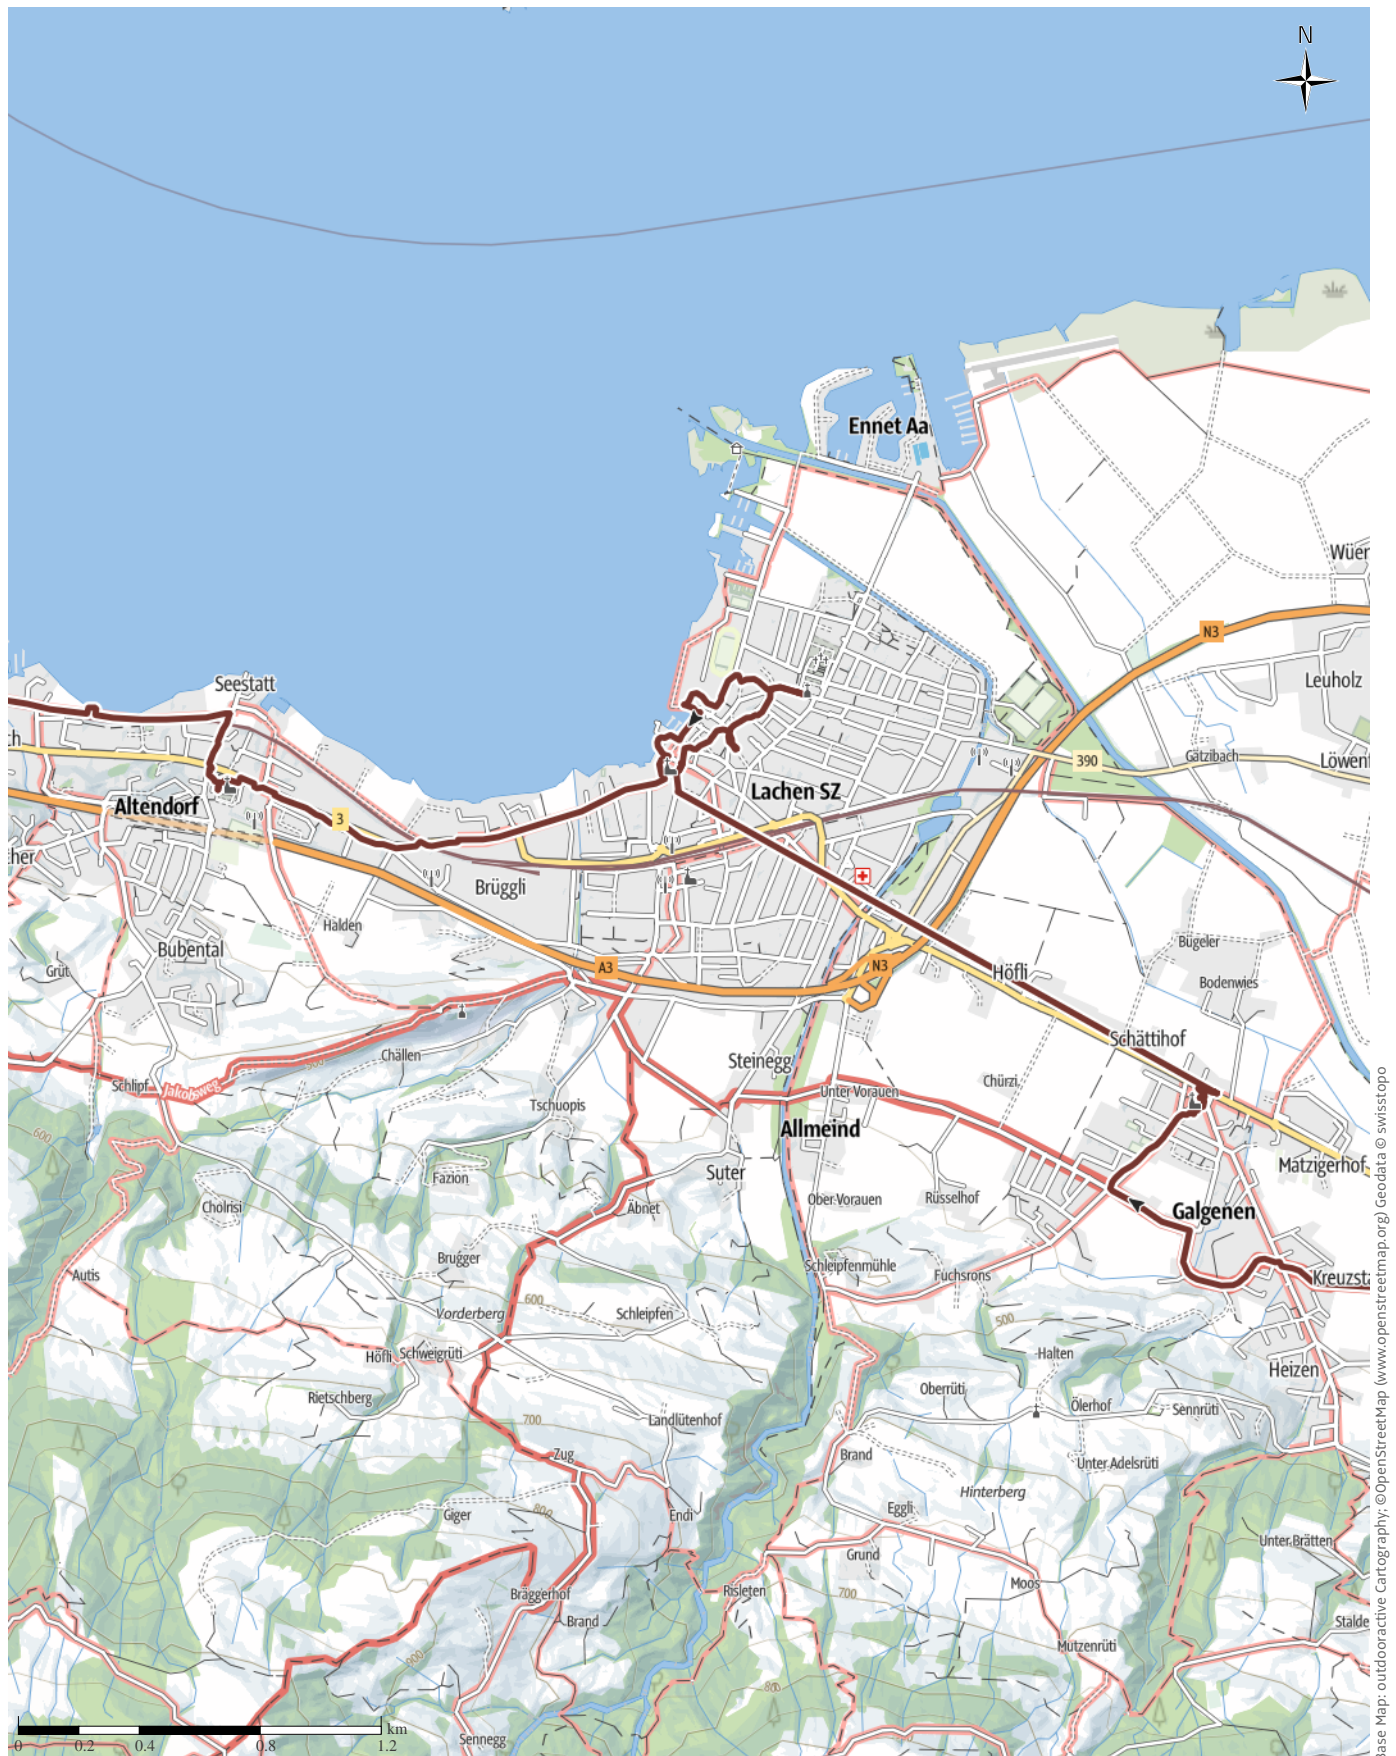 N
Ennet Aa
Wüer
N3
Seestatt
Leuholz
390
Gätzibach
Löwenf
Altendorf
3
Lachen SZ
Brüggli
Halden
Bubental
Grüt
A3
N3
Höfli
Bügeler
Bodenwies
Schättihof
Chällen
500
Steinegg
Chürzi
Schlipf
Jakobsweg
Tschuopis
Unter Vorauen
Allmeind
600
Matzigerhof
Fazion
Suter
Cholrisi
Äbnet
Ober Vorauen
Rüsselhof
Galgenen
Brugger
Schleipfenmühle
Fuchsrons
Autis
Kreuzsta
600
Vorderberg
Schleipfen
500
Höfli
Schweigrüti
Halten
Heizen
Rietschberg
Oberrüti
Ölerhof
Sennrüti
700
Landlütenhof
Zug
Brand
Unter Adelsrüti
Hinterberg
800
Giger
Endi
Eggli
Unter Brätten
Grund
Bräggerhof
Risleten
700
Moos
Brand
Stalde
900
Mutzenrüti
800
Sennegg
km
0 0.2 0.4 0.8 1.2
ase Map: outdooractive Cartography; ©OpenStreetMap (www.openstreetmap.org) Geodata © swisstopo